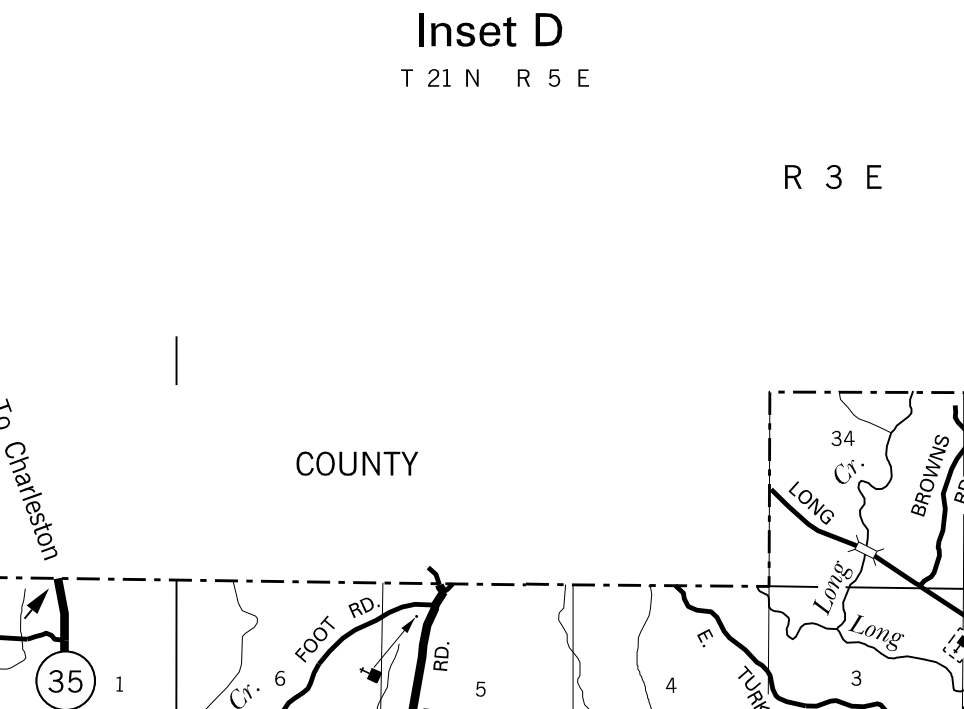 Inset D
T 21 N R 5 E
R 3 E
To Charleston
COUNTY
34
Cr.
LONG
BROWNS
RD.
Long
Long
FOOT RD.
RD.
E.
35
1
Cr.
6
5
4
3